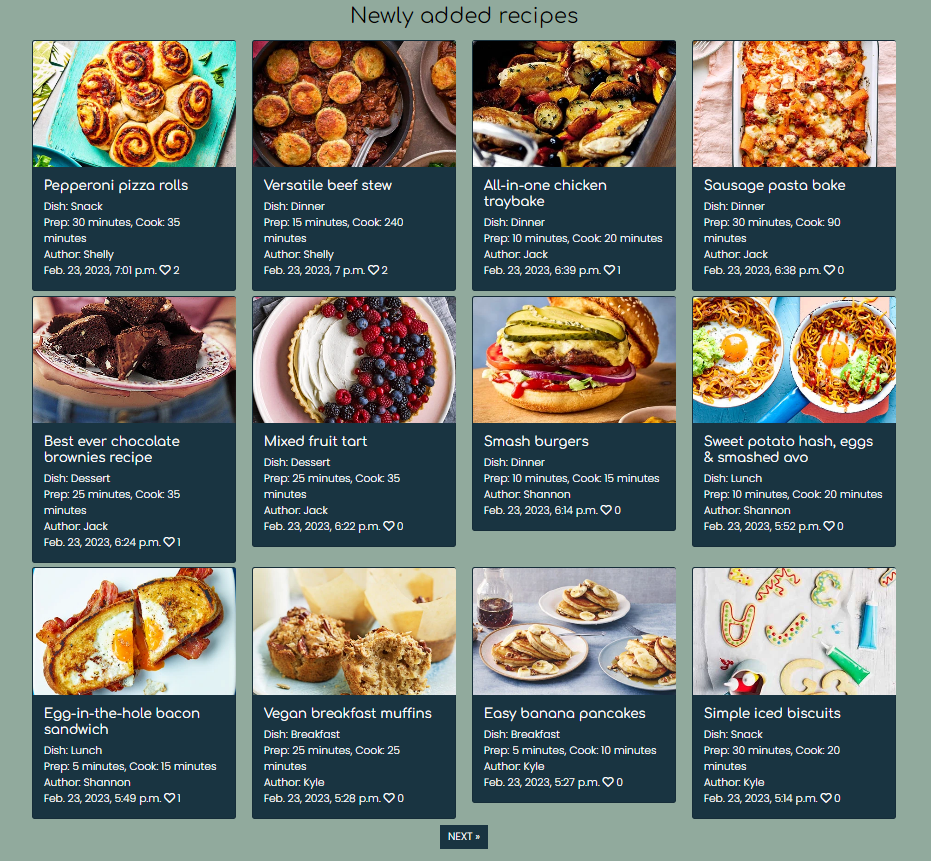 Newly added recipes
Pepperoni pizza rolls
Dish: Snack
Prep: 30 minutes, Cook: 35
minutes
Author: Shelly
Feb. 23, 2023, 7:01 p.m. ♡ 2
Versatile beef stew
Dish: Dinner
Prep: 15 minutes, Cook: 240
minutes
Author: Shelly
Feb. 23, 2023, 7 p.m. ♡ 2
All-in-one chicken
traybake
Dish: Dinner
Prep: 10 minutes, Cook: 20 minutes
Author: Jack
Feb. 23, 2023, 6:39 p.m. ♡ 1
Sausage pasta bake
Dish: Dinner
Prep: 30 minutes, Cook: 90
minutes
Author: Jack
Feb. 23, 2023, 6:38 p.m. ♡ 0
Best ever chocolate
brownies recipe
Dish: Dessert
Prep: 25 minutes, Cook: 35
minutes
Author: Jack
Feb. 23, 2023, 6:24 p.m. ♡ 1
Mixed fruit tart
Dish: Dessert
Prep: 25 minutes, Cook: 35
minutes
Author: Jack
Feb. 23, 2023, 6:22 p.m. ♡ 0
Smash burgers
Dish: Dinner
Prep: 10 minutes, Cook: 15 minutes
Author: Shannon
Feb. 23, 2023, 6:14 p.m. ♡ 0
Sweet potato hash, eggs
& smashed avo
Dish: Lunch
Prep: 10 minutes, Cook: 20 minutes
Author: Shannon
Feb. 23, 2023, 5:52 p.m. ♡ 0
Egg-in-the-hole bacon
sandwich
Dish: Lunch
Prep: 5 minutes, Cook: 15 minutes
Author: Shannon
Feb. 23, 2023, 5:49 p.m. ♡ 1
Vegan breakfast muffins
Dish: Breakfast
Prep: 25 minutes, Cook: 25
minutes
Author: Kyle
Feb. 23, 2023, 5:28 p.m. ♡ 0
Easy banana pancakes
Dish: Breakfast
Prep: 5 minutes, Cook: 10 minutes
Author: Kyle
Feb. 23, 2023, 5:27 p.m. ♡ 0
Simple iced biscuits
Dish: Snack
Prep: 30 minutes, Cook: 20
minutes
Author: Kyle
Feb. 23, 2023, 5:14 p.m. ♡ 0
NEXT »